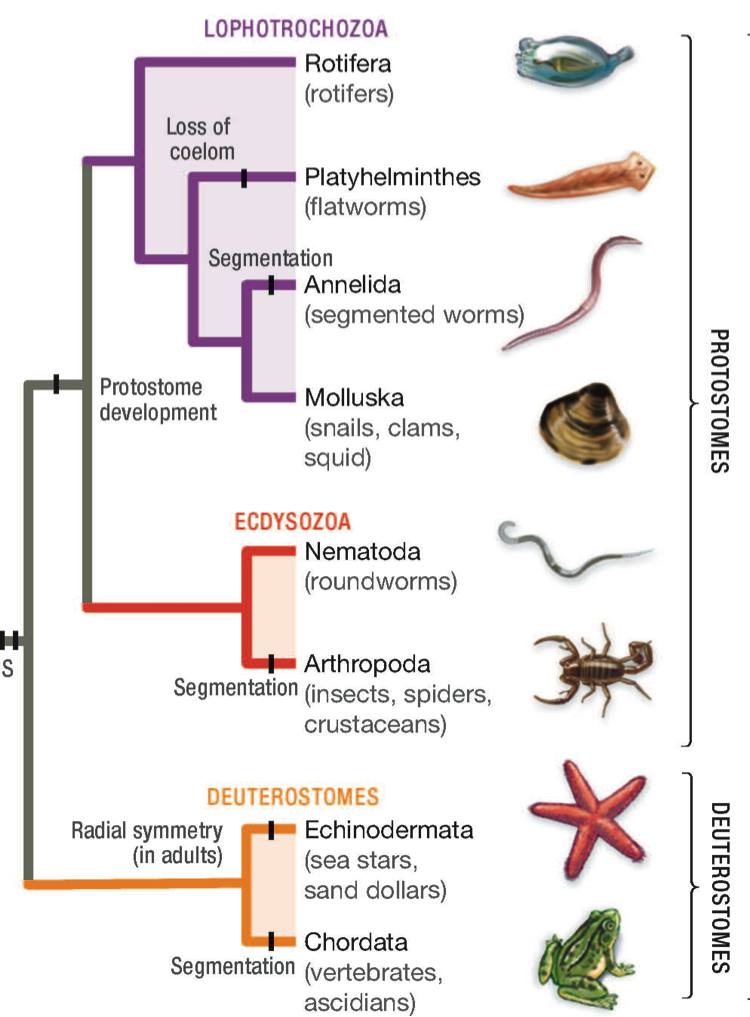 LOPHOTROCHOZOA
Rotifera
(rotifers)
Loss of
coelom
Platyhelminthes
(flatworms)
Segmentation
Annelida
(segmented worms)
Protostome
development
Molluska
(snails, clams,
squid)
PROTOSTOMES
ECDYSOZOA
Nematoda
(roundworms)
S
Arthropoda
Segmentation
(insects, spiders,
crustaceans)
DEUTEROSTOMES
Radial symmetry
(in adults)
Echinodermata
(sea stars,
sand dollars)
DEUTEROSTOMES
Chordata
Segmentation
(vertebrates,
ascidians)